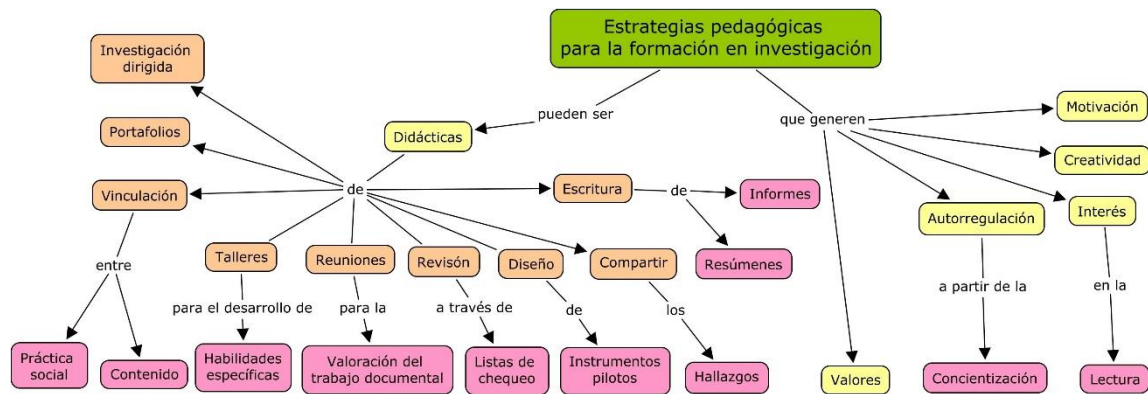 Estrategias pedagógicas
para la formación en investigación
Investigación
dirigida
pueden ser
que generen
Motivación
Portafolios
Didácticas
Creatividad
Vinculación
de
Escritura
de
Informes
Autorregulación
Interés
entre
Talleres
Reuniones
Revisón
Diseño
Compartir
Resúmenes
para el desarrollo de
para la
a través de
de
los
a partir de la
en la
Práctica
social
Contenido
Habilidades
específicas
Valoración del
trabajo documental
Listas de
chequeo
Instrumentos
pilotos
Hallazgos
Valores
Concientización
Lectura